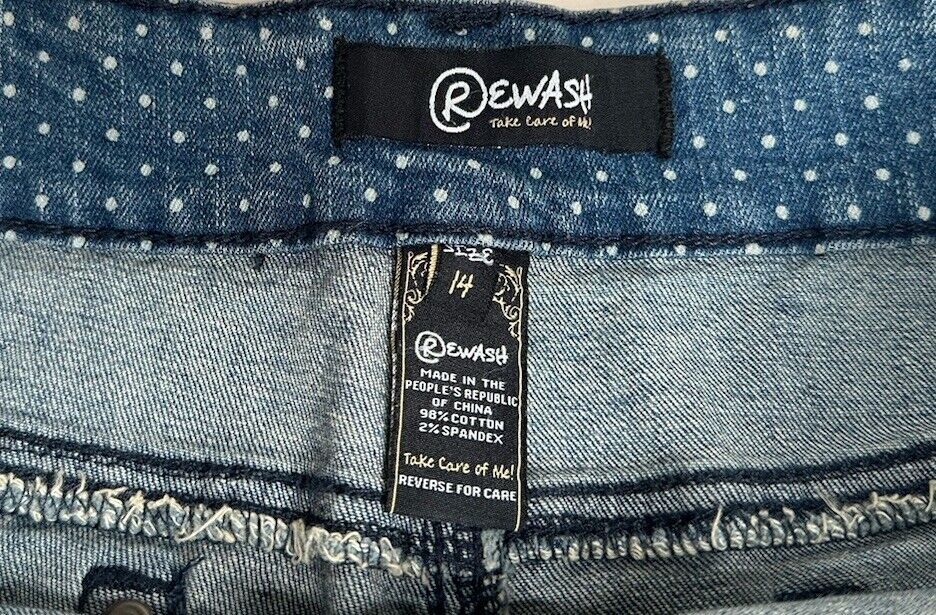 REWASH
Take Care of Me!
SIZE
14
REWASH
MADE IN THE
PEOPLE'S REPUBLIC
OF CHINA
98% COTTON
2% SPANDEX
Take Care of Me!
REVERSE FOR CARE